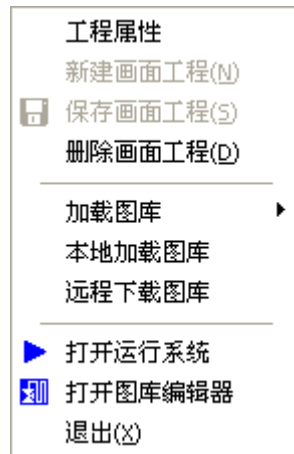 工程属性
新建画面工程(N)
保存画面工程(S)
删除画面工程(D)
加载图库
本地加载图库
远程下载图库
打开运行系统
打开图库编辑器
退出(X)